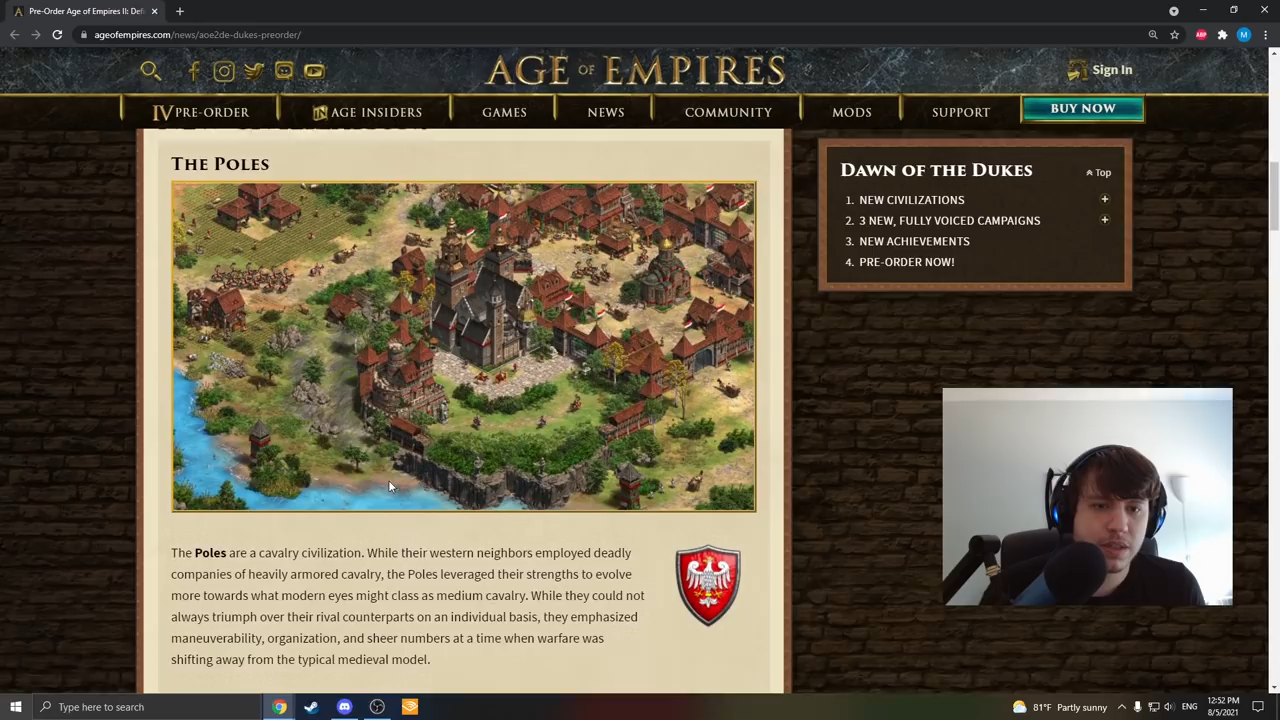 Pre-Order Age of Empires II: Defi
ageofempires.com/news/aoe2de-dukes-preorder/
ABP
M
AGE OF EMPIRES
Sign In
IV PRE-ORDER
AGE INSIDERS
GAMES
NEWS
COMMUNITY
MODS
SUPPORT
BUY NOW
THE POLES
DAWN OF THE DUKES
Top
1. NEW CIVILIZATIONS
2. 3 NEW, FULLY VOICED CAMPAIGNS
3. NEW ACHIEVEMENTS
4. PRE-ORDER NOW!
The Poles are a cavalry civilization. While their western neighbors employed deadly
companies of heavily armored cavalry, the Poles leveraged their strengths to evolve
more towards what modern eyes might class as medium cavalry. While they could not
always triumph over their rival counterparts on an individual basis, they emphasized
maneuverability, organization, and sheer numbers at a time when warfare was
shifting away from the typical medieval model.
Type here to search
81°F Partly sunny
ENG
12:52 PM
8/5/2021